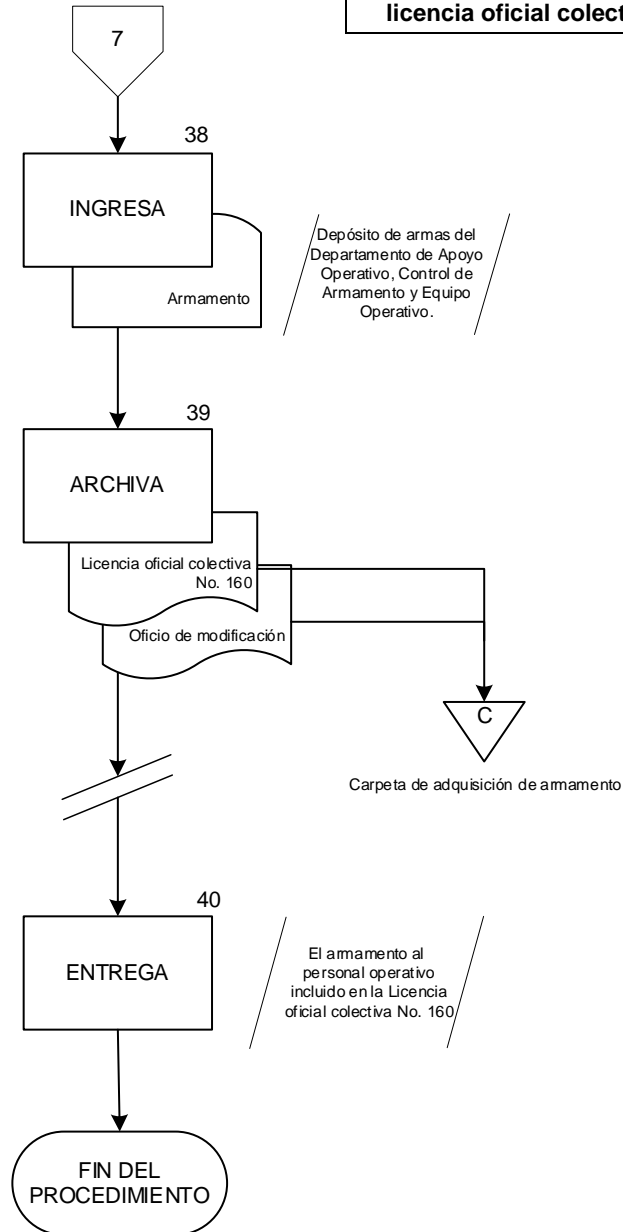 licencia oficial colect
7
38
INGRESA
Armamento
Depósito de armas del
Departamento de Apoyo
Operativo, Control de
Armamento y Equipo
Operativo.
39
ARCHIVA
Licencia oficial colectiva
No. 160
Oficio de modificación
C
Carpeta de adquisición de armamento
40
ENTREGA
El armamento al
personal operativo
incluido en la Licencia
oficial colectiva No. 160
FIN DEL
PROCEDIMIENTO